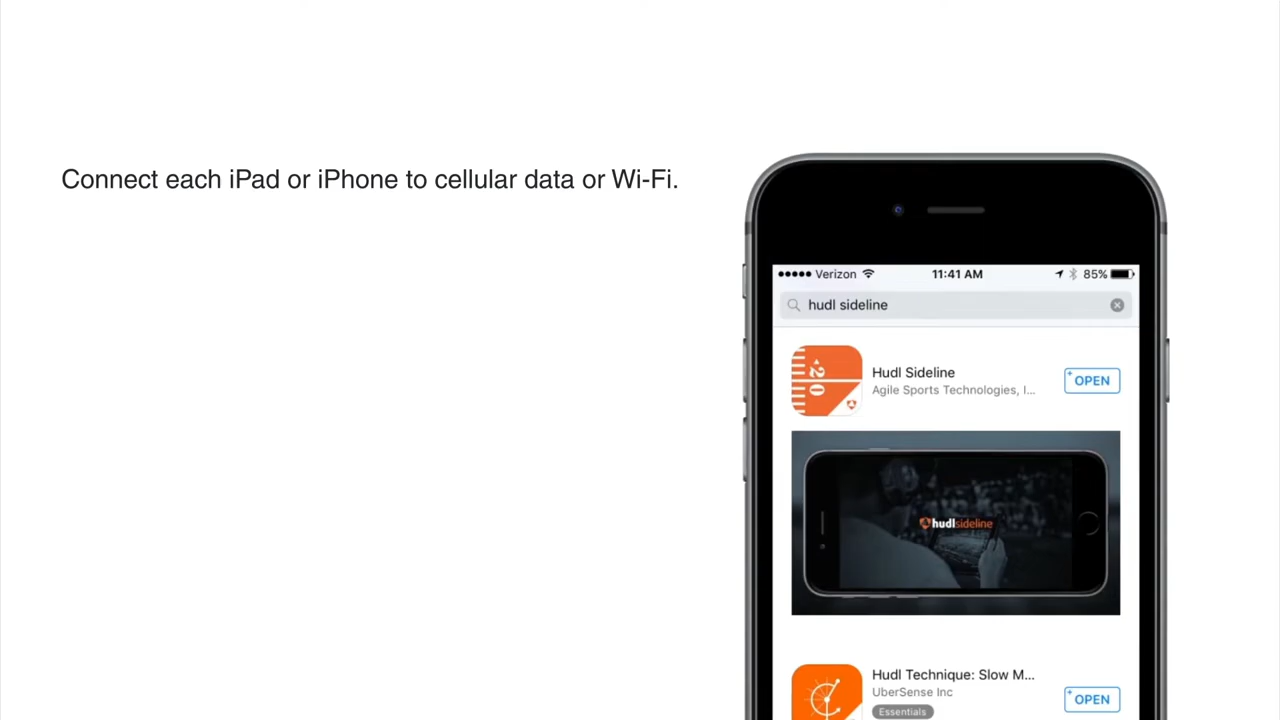 Connect each iPad or iPhone to cellular data or Wi-Fi.
Verizon 11:41 AM 85%
hudl sideline
20
Hudl Sideline
Agile Sports Technologies, I...
OPEN
hudlsideline
Hudl Technique: Slow M...
UberSense Inc
Essentials
OPEN